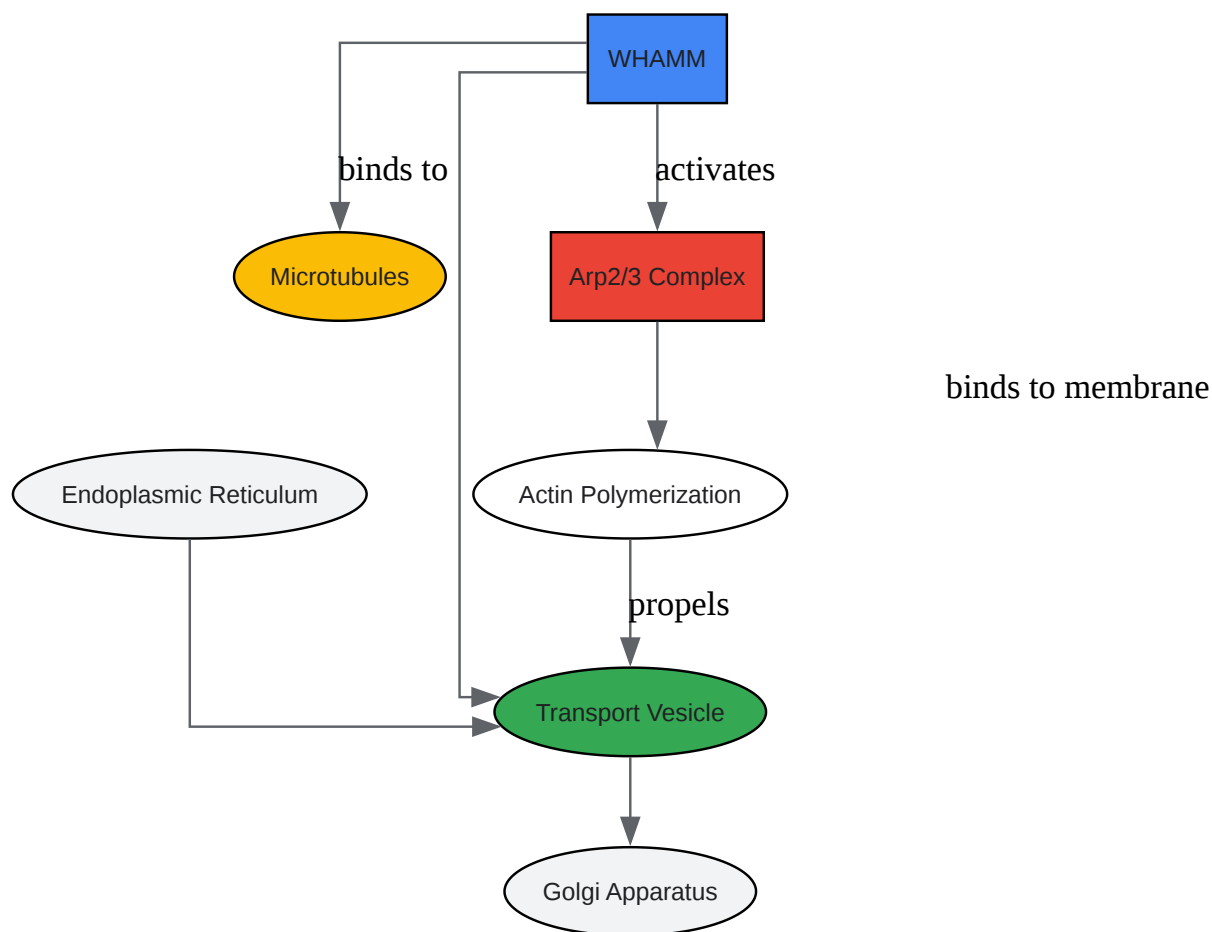 WHAMM
binds to
activates
Microtubules
Arp2/3 Complex
binds to membrane
Endoplasmic Reticulum
Actin Polymerization
propels
Transport Vesicle
Golgi Apparatus